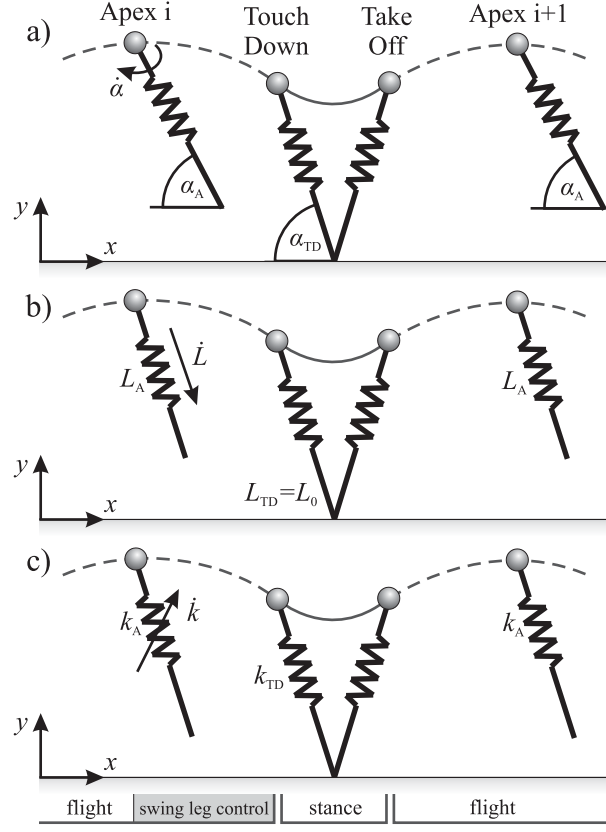 a)
Apex i
Touch
Down
Take
Off
Apex i+1
α̇
α_A
α_TD
α_A
y
x
b)
L_A
L̇
L_TD=L_0
L_A
y
x
c)
k_A
k̇
k_TD
k_A
y
x
flight
swing leg control
stance
flight